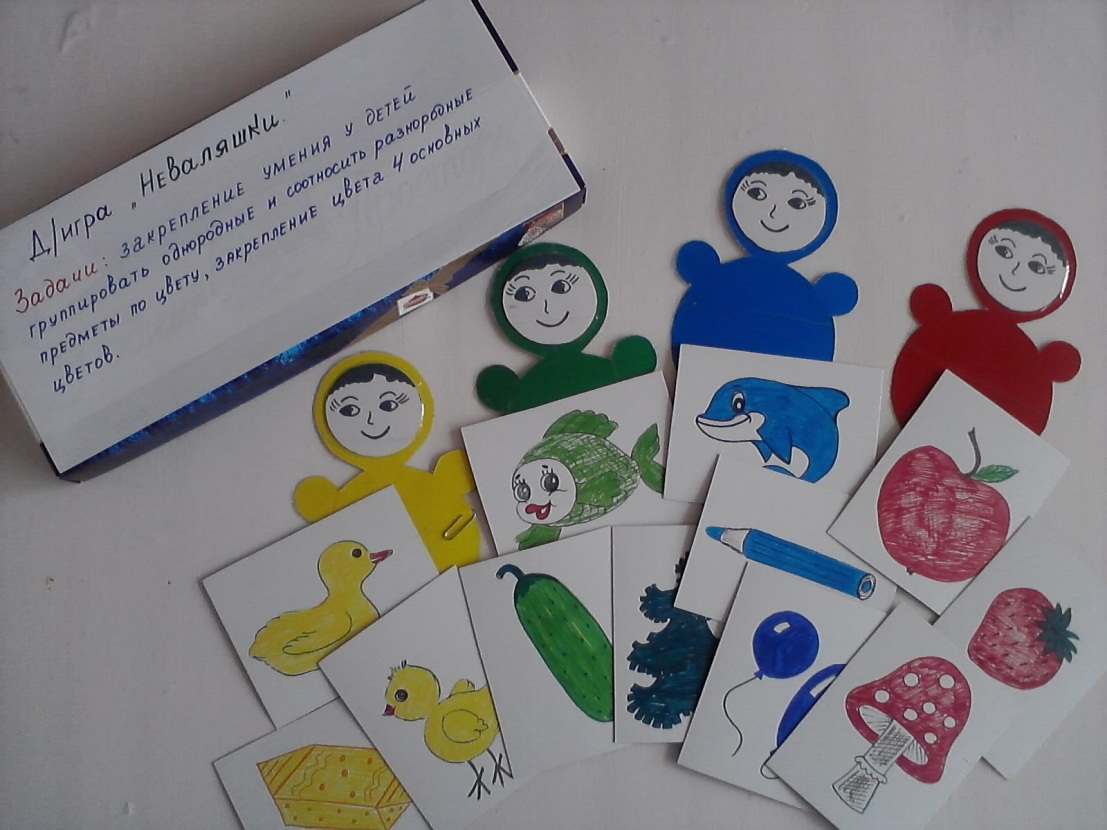 Д/игра „Неваляшки."
Задачи: закрепление умения у детей
группировать однородные и соотносить разнородные
предметы по цвету, закрепление цвета 4 основных
цветов.